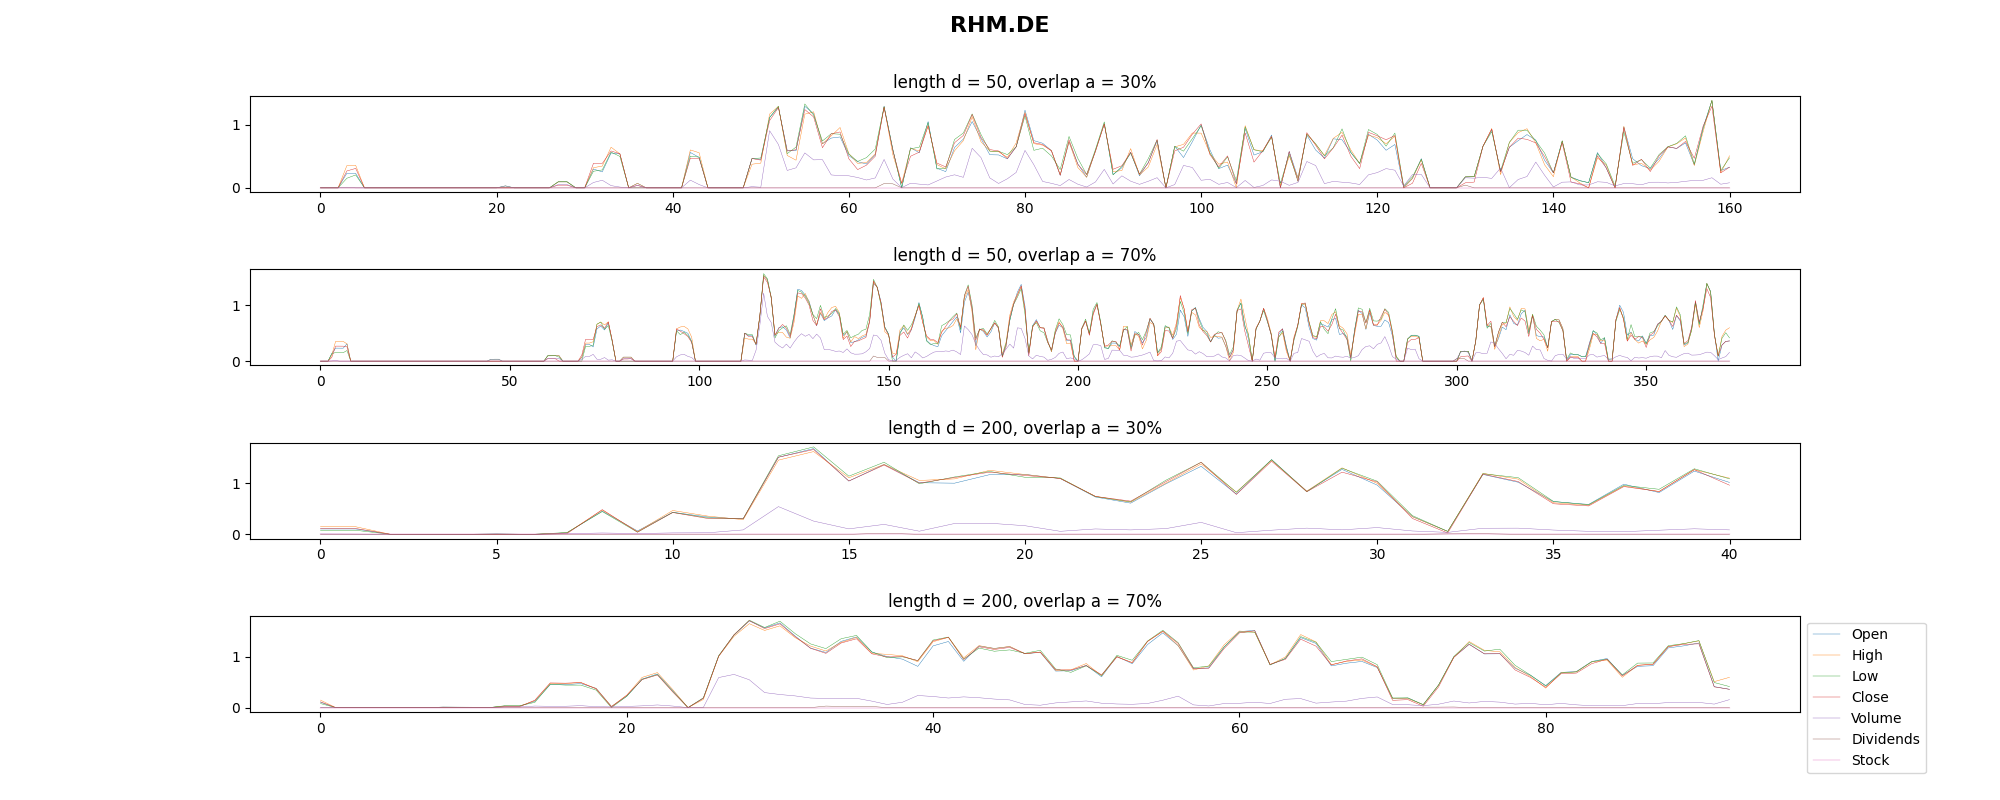 RHM.DE
length d = 50, overlap a = 30%
1
0
0 20 40 60 80 100 120 140 160
length d = 50, overlap a = 70%
1
0
0 50 100 150 200 250 300 350
length d = 200, overlap a = 30%
1
0
0 5 10 15 20 25 30 35 40
length d = 200, overlap a = 70%
1
0
0 20 40 60 80
Open
High
Low
Close
Volume
Dividends
Stock